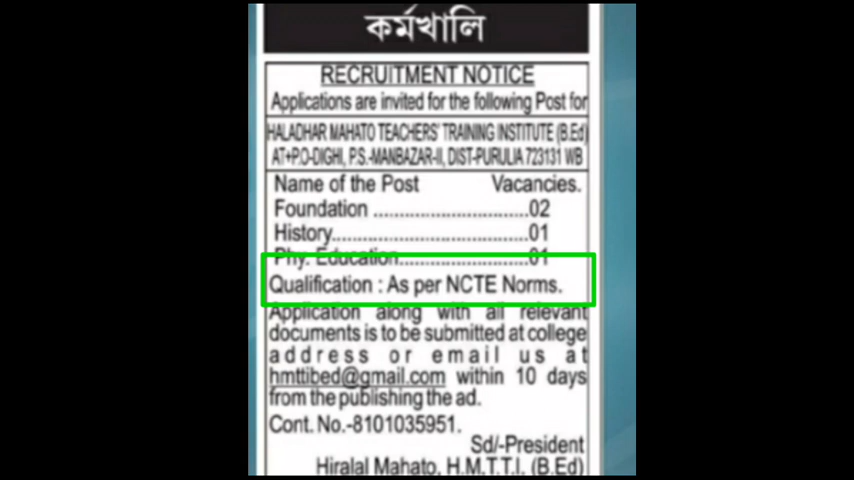 কর্মখালি
RECRUITMENT NOTICE
Applications are invited for the following Post for
HALADHAR MAHATO TEACHERS' TRAINING INSTITUTE (B.Ed)
AT+P.O-DIGHI, P.S.-MANBAZAR-II, DIST-PURULIA 723131 WB
Name of the Post Vacancies.
Foundation ................................02
History.......................................01
Phy. Education..........................01
Qualification : As per NCTE Norms.
Application along with all relevant
documents is to be submitted at college
address or email us at
hmttibed@gmail.com within 10 days
from the publishing the ad.
Cont. No.-8101035951.
Sd/-President
Hiralal Mahato, H.M.T.T.I. (B.Ed)